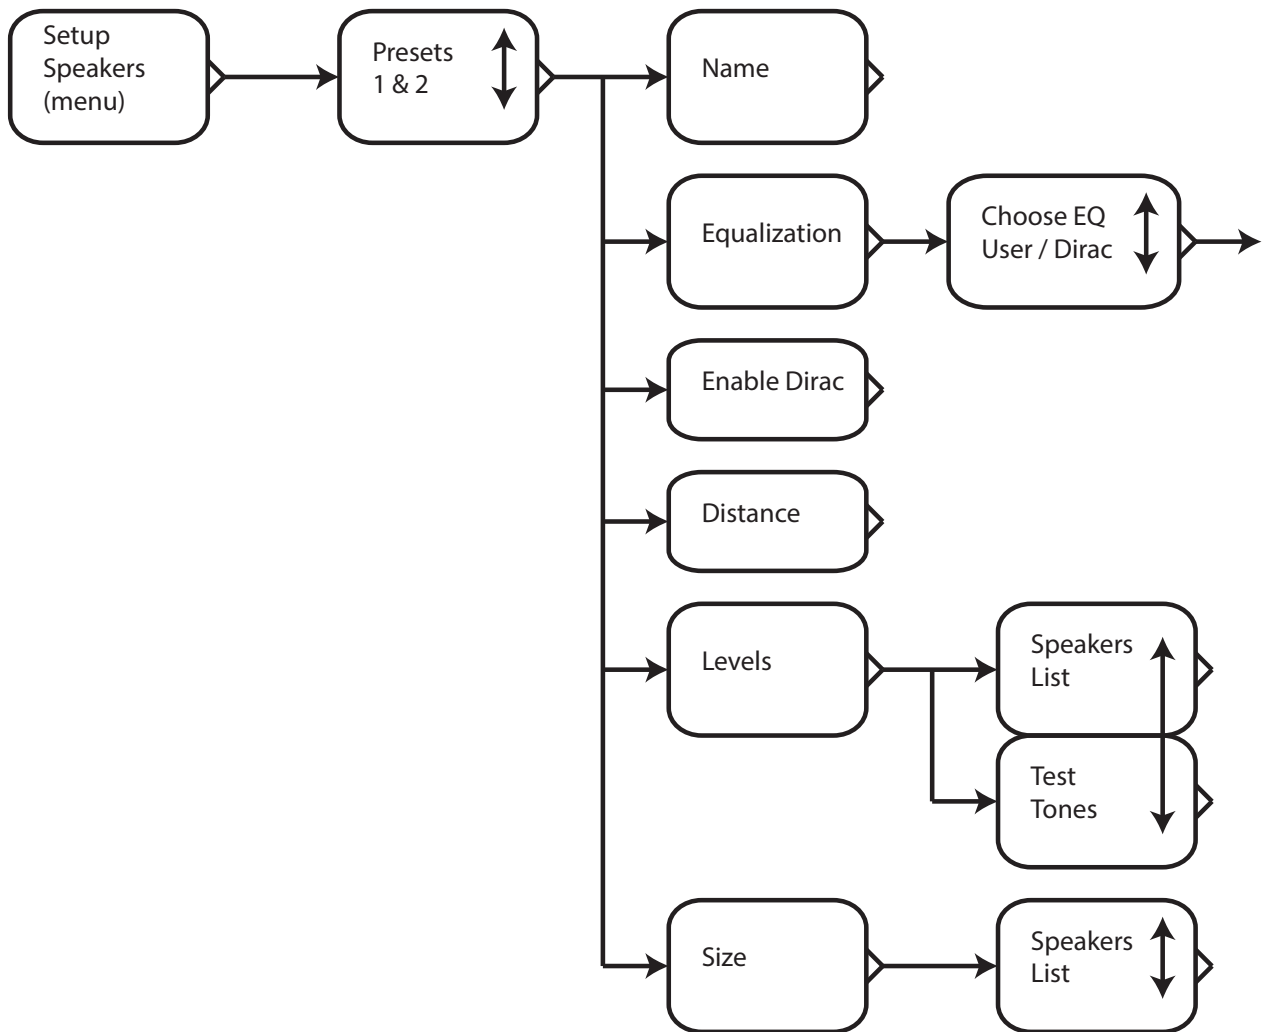 Setup
Speakers
(menu)
Presets
1 & 2
Name
Equalization
Choose EQ
User / Dirac
Enable Dirac
Distance
Levels
Speakers
List
Test
Tones
Size
Speakers
List